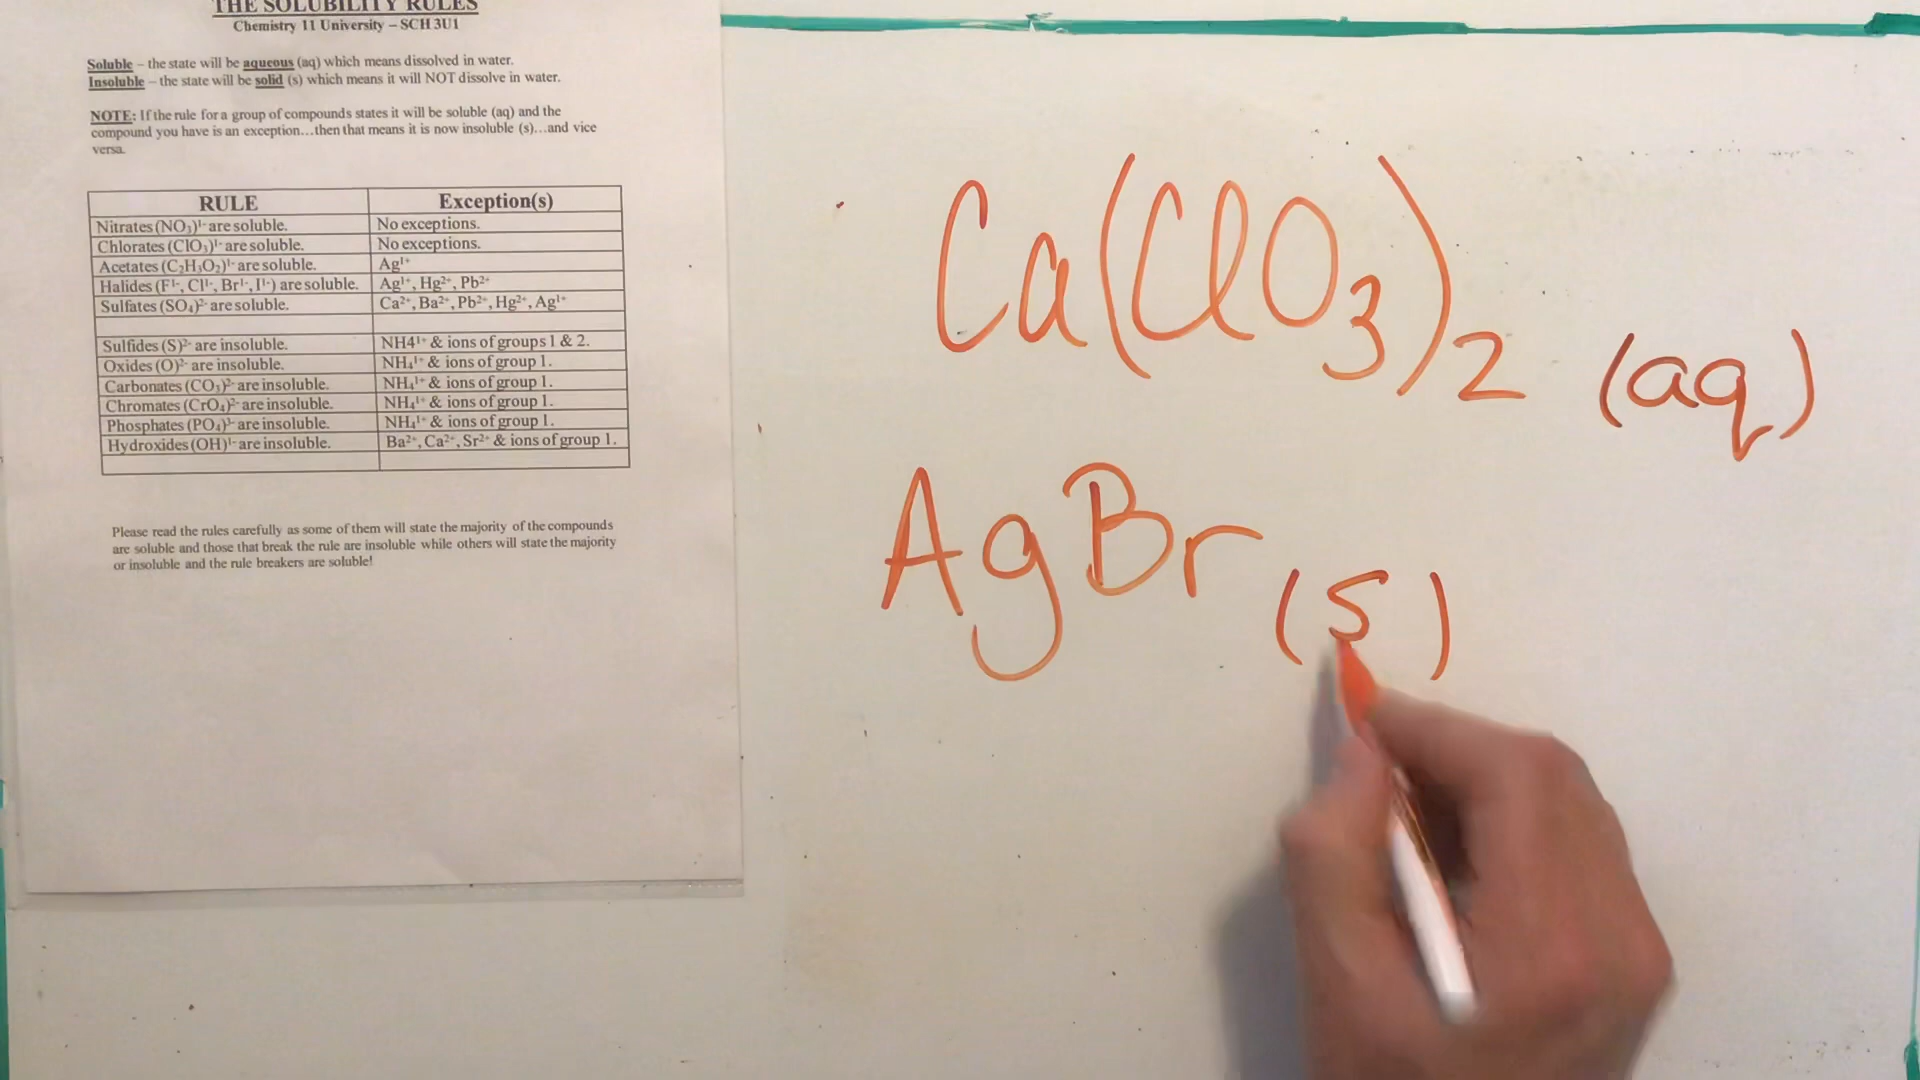 THE SOLUBILITY RULES
Chemistry 11 University – SCH 3U1
Soluble – the state will be aqueous (aq) which means dissolved in water.
Insoluble – the state will be solid (s) which means it will NOT dissolve in water.
NOTE: If the rule for a group of compounds states it will be soluble (aq) and the
compound you have is an exception…then that means it is now insoluble (s)…and vice
versa.
RULE Exception(s)
Nitrates (NO₃)¹⁻ are soluble. No exceptions.
Chlorates (ClO₃)¹⁻ are soluble. No exceptions.
Acetates (C₂H₃O₂)¹⁻ are soluble. Ag¹⁺
Halides (F¹⁻, Cl¹⁻, Br¹⁻, I¹⁻) are soluble. Ag¹⁺, Hg²⁺, Pb²⁺
Sulfates (SO₄)²⁻ are soluble. Ca²⁺, Ba²⁺, Pb²⁺, Hg²⁺, Ag¹⁺
Sulfides (S)²⁻ are insoluble. NH4¹⁺ & ions of groups 1 & 2.
Oxides (O)²⁻ are insoluble. NH₄¹⁺ & ions of group 1.
Carbonates (CO₃)²⁻ are insoluble. NH₄¹⁺ & ions of group 1.
Chromates (CrO₄)²⁻ are insoluble. NH₄¹⁺ & ions of group 1.
Phosphates (PO₄)³⁻ are insoluble. NH₄¹⁺ & ions of group 1.
Hydroxides (OH)¹⁻ are insoluble. Ba²⁺, Ca²⁺, Sr²⁺ & ions of group 1.
Please read the rules carefully as some of them will state the majority of the compounds
are soluble and those that break the rule are insoluble while others will state the majority
or insoluble and the rule breakers are soluble!
Ca(ClO₃)₂ (aq)
AgBr (s)